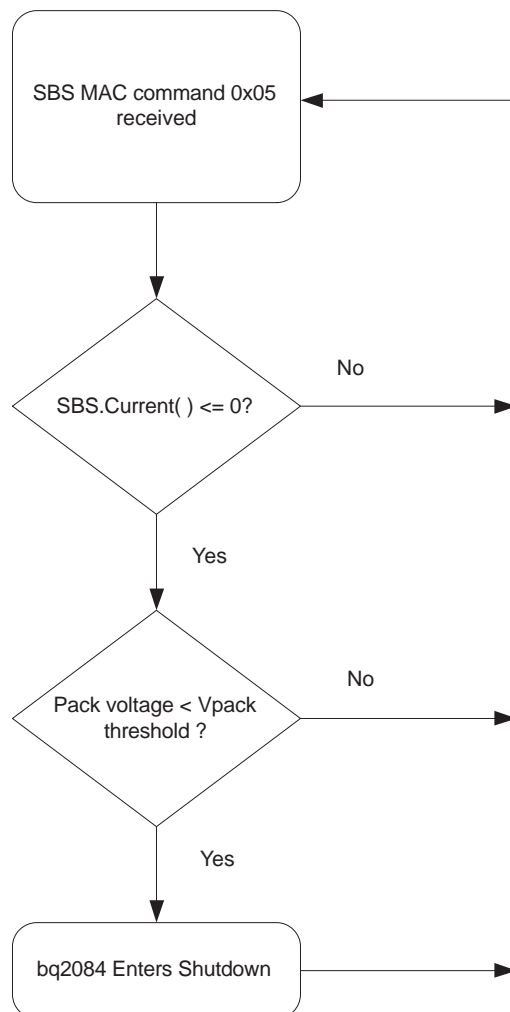 SBS MAC command 0x05
received
SBS.Current( ) <= 0?
No
Yes
Pack voltage < Vpack
threshold ?
No
Yes
bq2084 Enters Shutdown